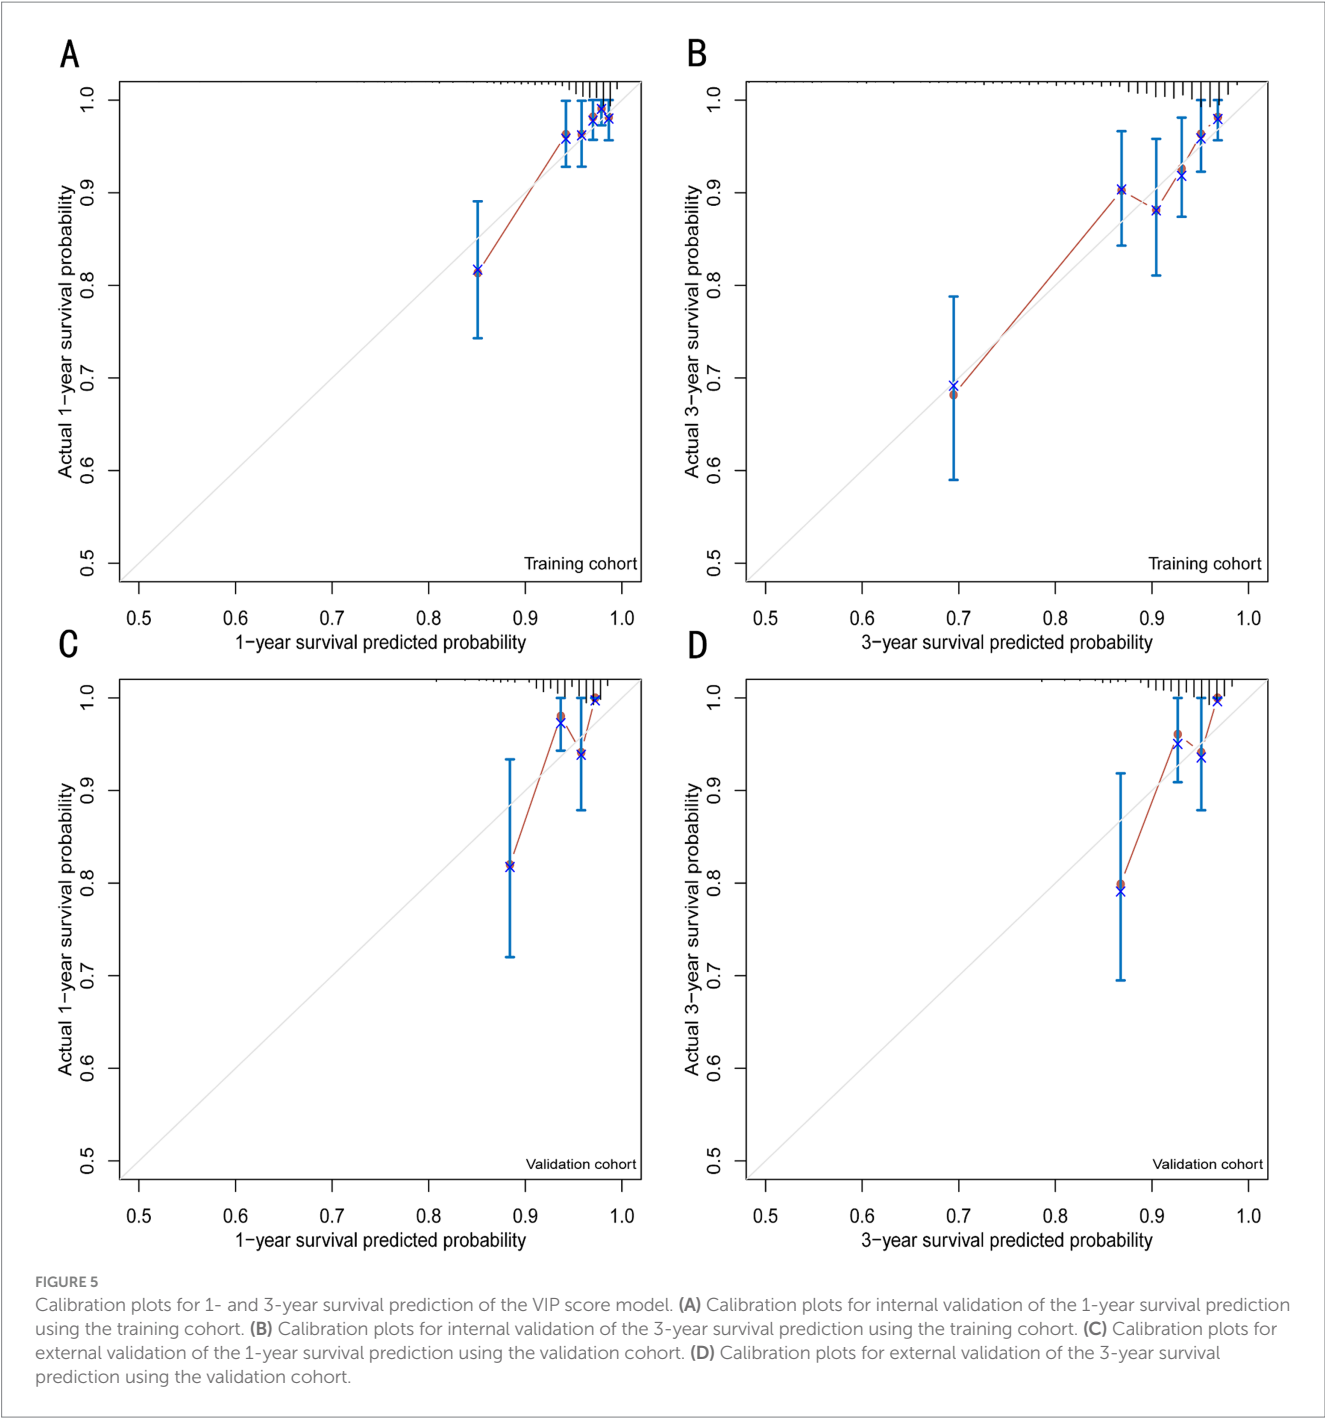 A
Actual 1−year survival probability
1.0
0.9
0.8
0.7
0.6
0.5
Training cohort
0.5 0.6 0.7 0.8 0.9 1.0
1−year survival predicted probability
B
Actual 3−year survival probability
1.0
0.9
0.8
0.7
0.6
0.5
Training cohort
0.5 0.6 0.7 0.8 0.9 1.0
3−year survival predicted probability
C
Actual 1−year survival probability
1.0
0.9
0.8
0.7
0.6
0.5
Validation cohort
0.5 0.6 0.7 0.8 0.9 1.0
1−year survival predicted probability
D
Actual 3−year survival probability
1.0
0.9
0.8
0.7
0.6
0.5
Validation cohort
0.5 0.6 0.7 0.8 0.9 1.0
3−year survival predicted probability
FIGURE 5
Calibration plots for 1- and 3-year survival prediction of the VIP score model. (A) Calibration plots for internal validation of the 1-year survival prediction
using the training cohort. (B) Calibration plots for internal validation of the 3-year survival prediction using the training cohort. (C) Calibration plots for
external validation of the 1-year survival prediction using the validation cohort. (D) Calibration plots for external validation of the 3-year survival
prediction using the validation cohort.